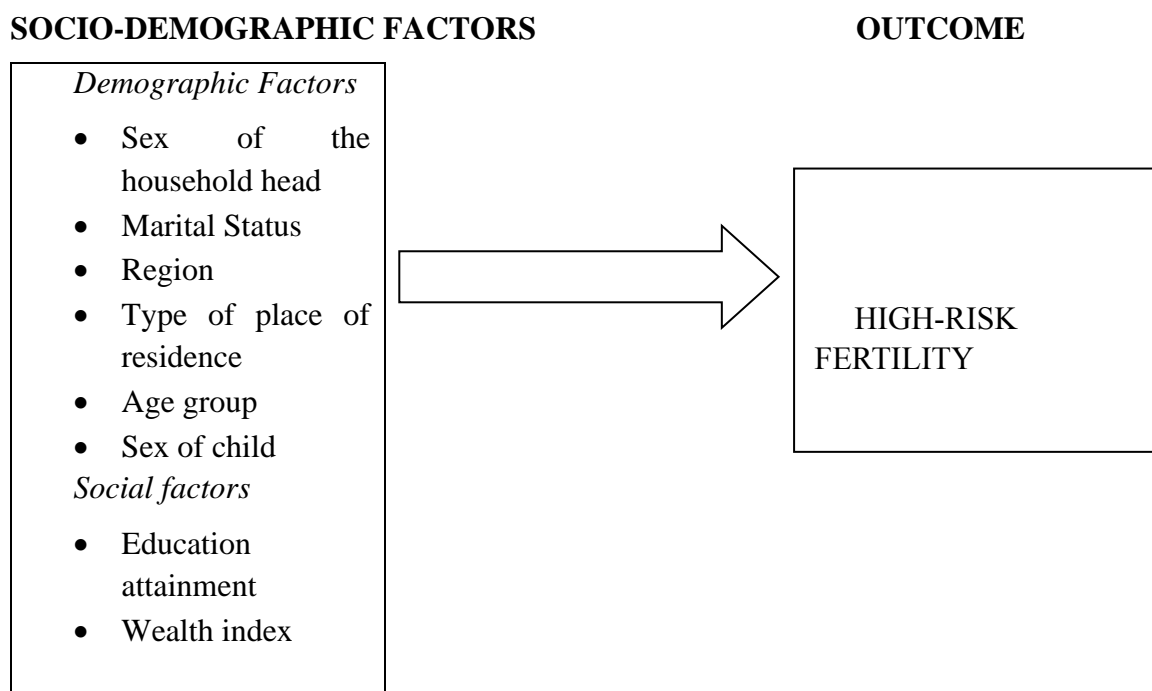 SOCIO-DEMOGRAPHIC FACTORS OUTCOME
Demographic Factors
• Sex of the
household head
• Marital Status
• Region
• Type of place of
residence
• Age group
• Sex of child
Social factors
• Education
attainment
• Wealth index
HIGH-RISK
FERTILITY